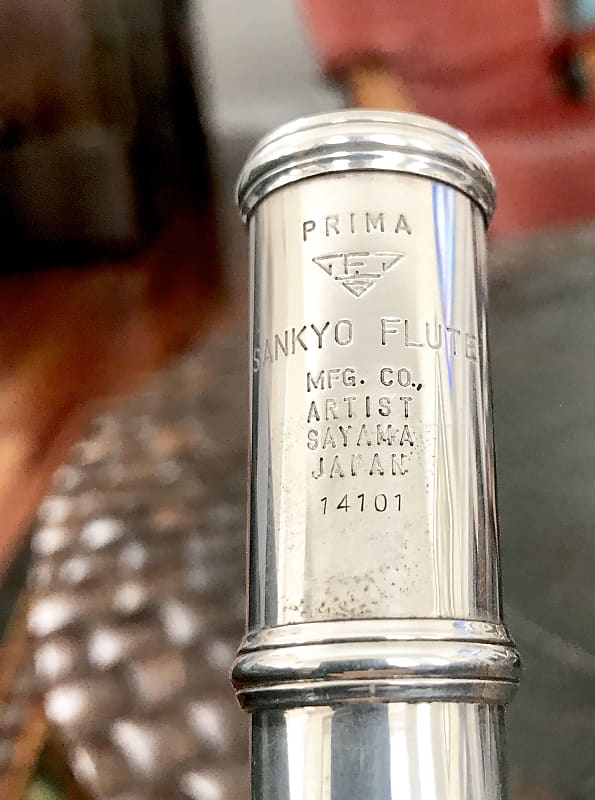 PRIMA
SANKYO FLUTE
MFG. CO.,
ARTIST
SAYAMA
JAPAN
14101